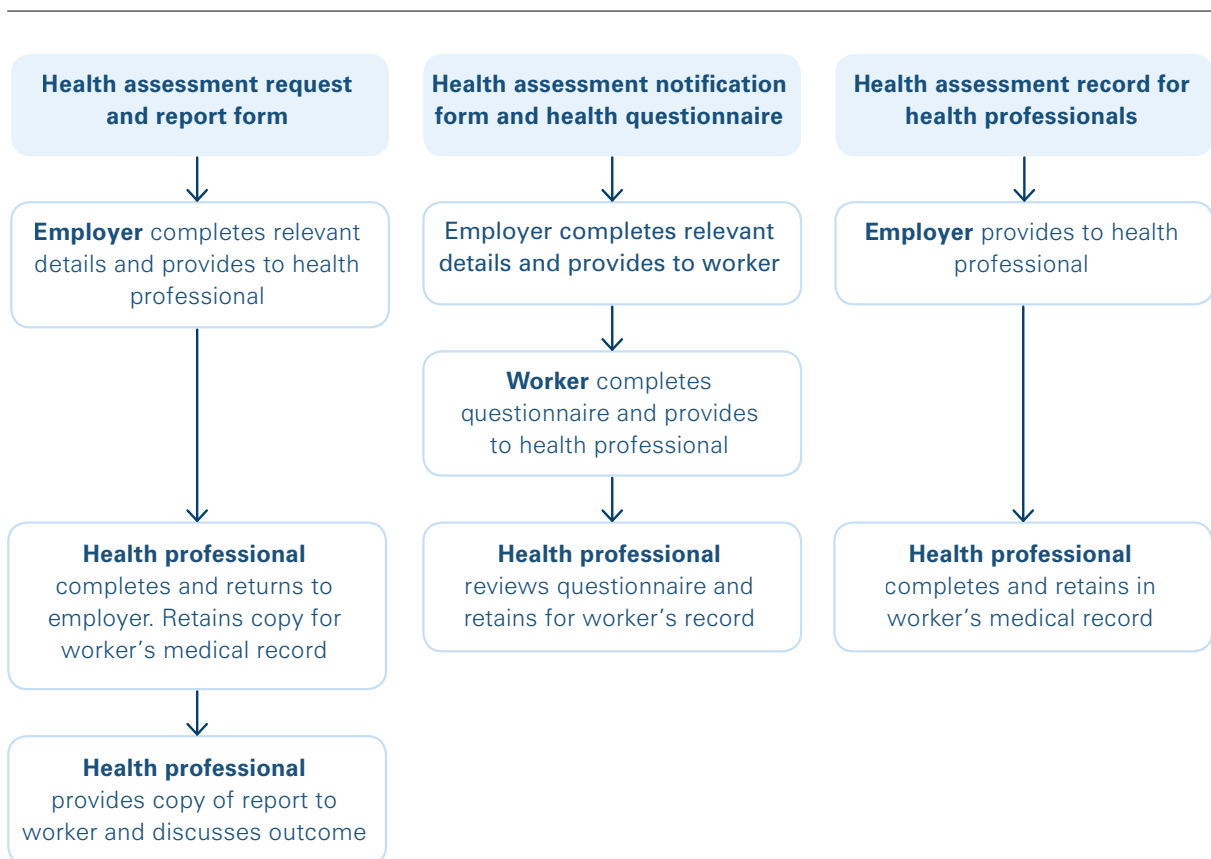 Health assessment request
and report form
Employer completes relevant
details and provides to health
professional
Health professional
completes and returns to
employer. Retains copy for
worker’s medical record
Health professional
provides copy of report to
worker and discusses outcome
Health assessment notification
form and health questionnaire
Employer completes relevant
details and provides to worker
Worker completes
questionnaire and provides
to health professional
Health professional
reviews questionnaire and
retains for worker’s record
Health assessment record for
health professionals
Employer provides to health
professional
Health professional
completes and retains in
worker’s medical record